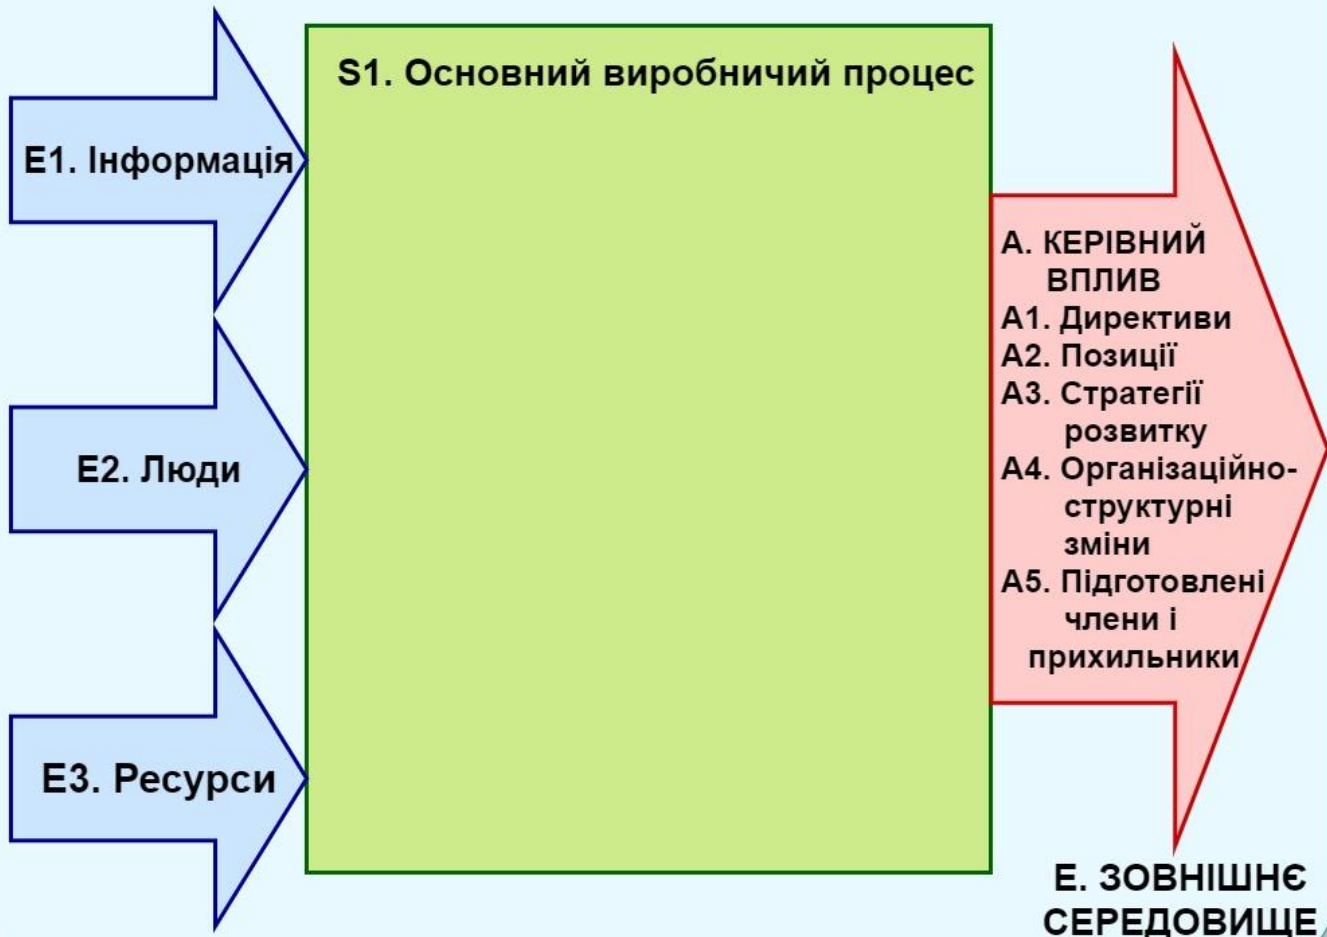 S1. Основний виробничий процес
E1. Інформація
E2. Люди
E3. Ресурси
А. КЕРІВНИЙ
ВПЛИВ
А1. Директиви
А2. Позиції
А3. Стратегії
розвитку
А4. Організаційно-
структурні
зміни
А5. Підготовлені
члени і
прихильники
Е. ЗОВНІШНЄ
СЕРЕДОВИЩЕ